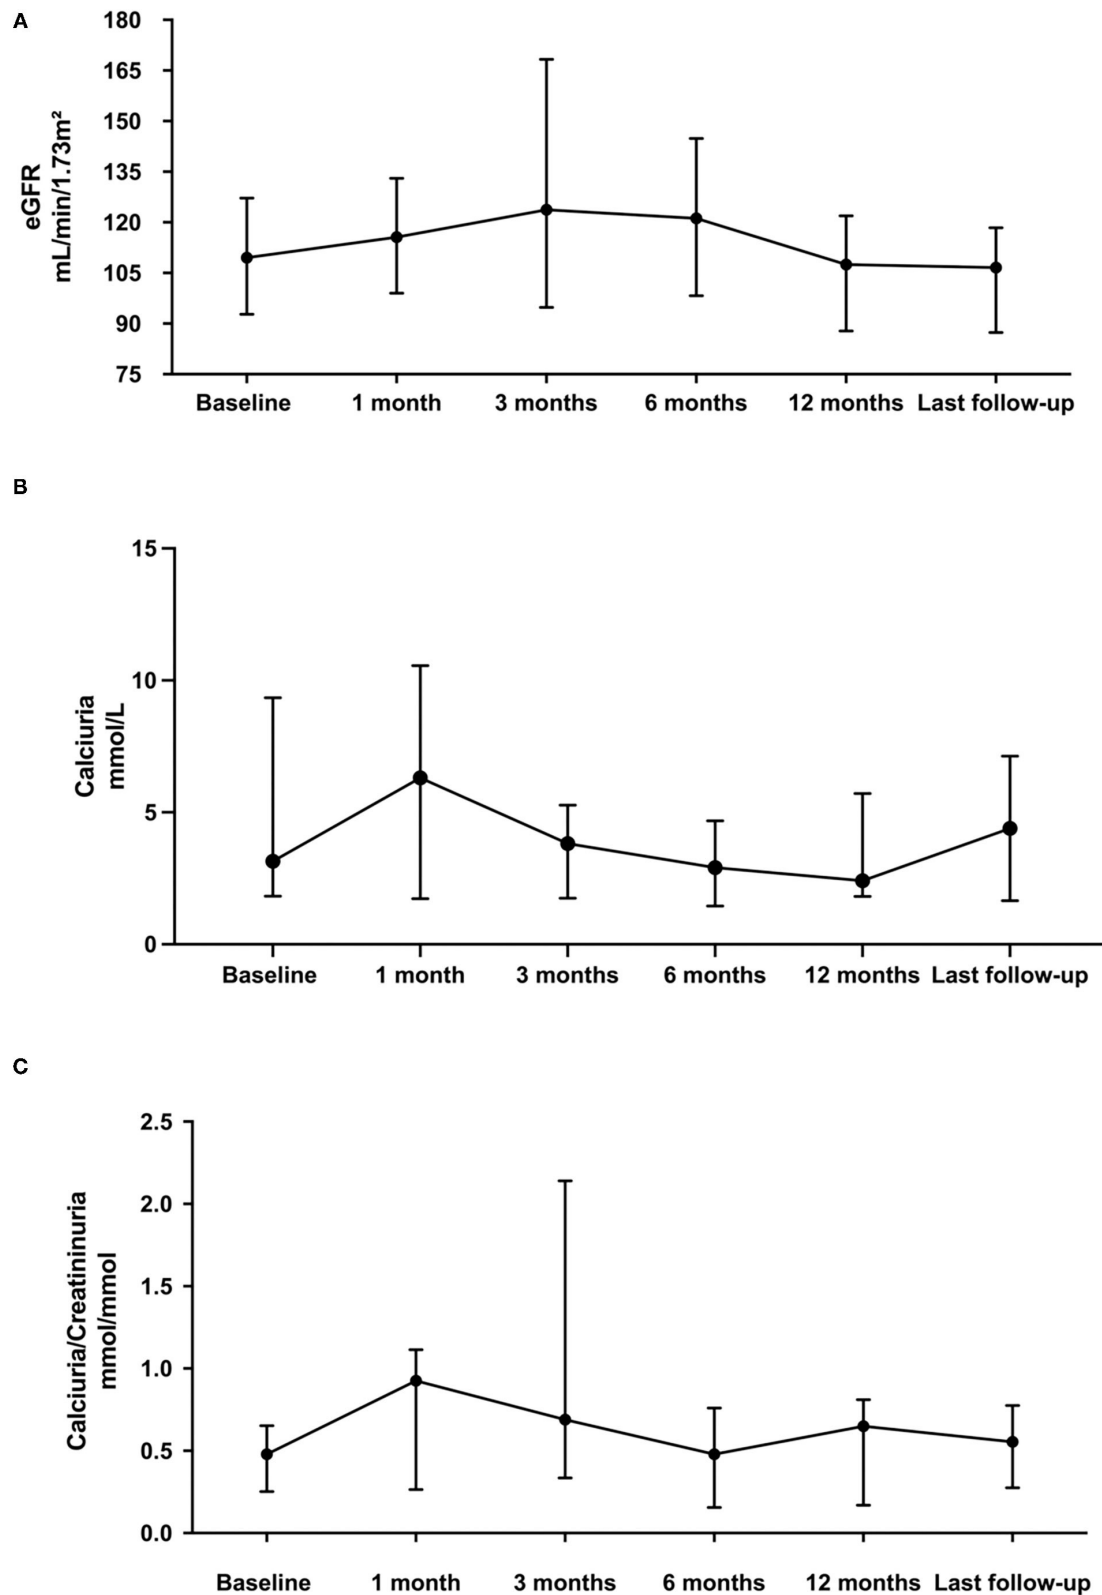 A
180
165
150
135
120
105
90
75
eGFR
mL/min/1.73m²
Baseline 1 month 3 months 6 months 12 months Last follow-up
B
15
10
5
0
Calciuria
mmol/L
Baseline 1 month 3 months 6 months 12 months Last follow-up
C
2.5
2.0
1.5
1.0
0.5
0.0
Calciuria/Creatininuria
mmol/mmol
Baseline 1 month 3 months 6 months 12 months Last follow-up